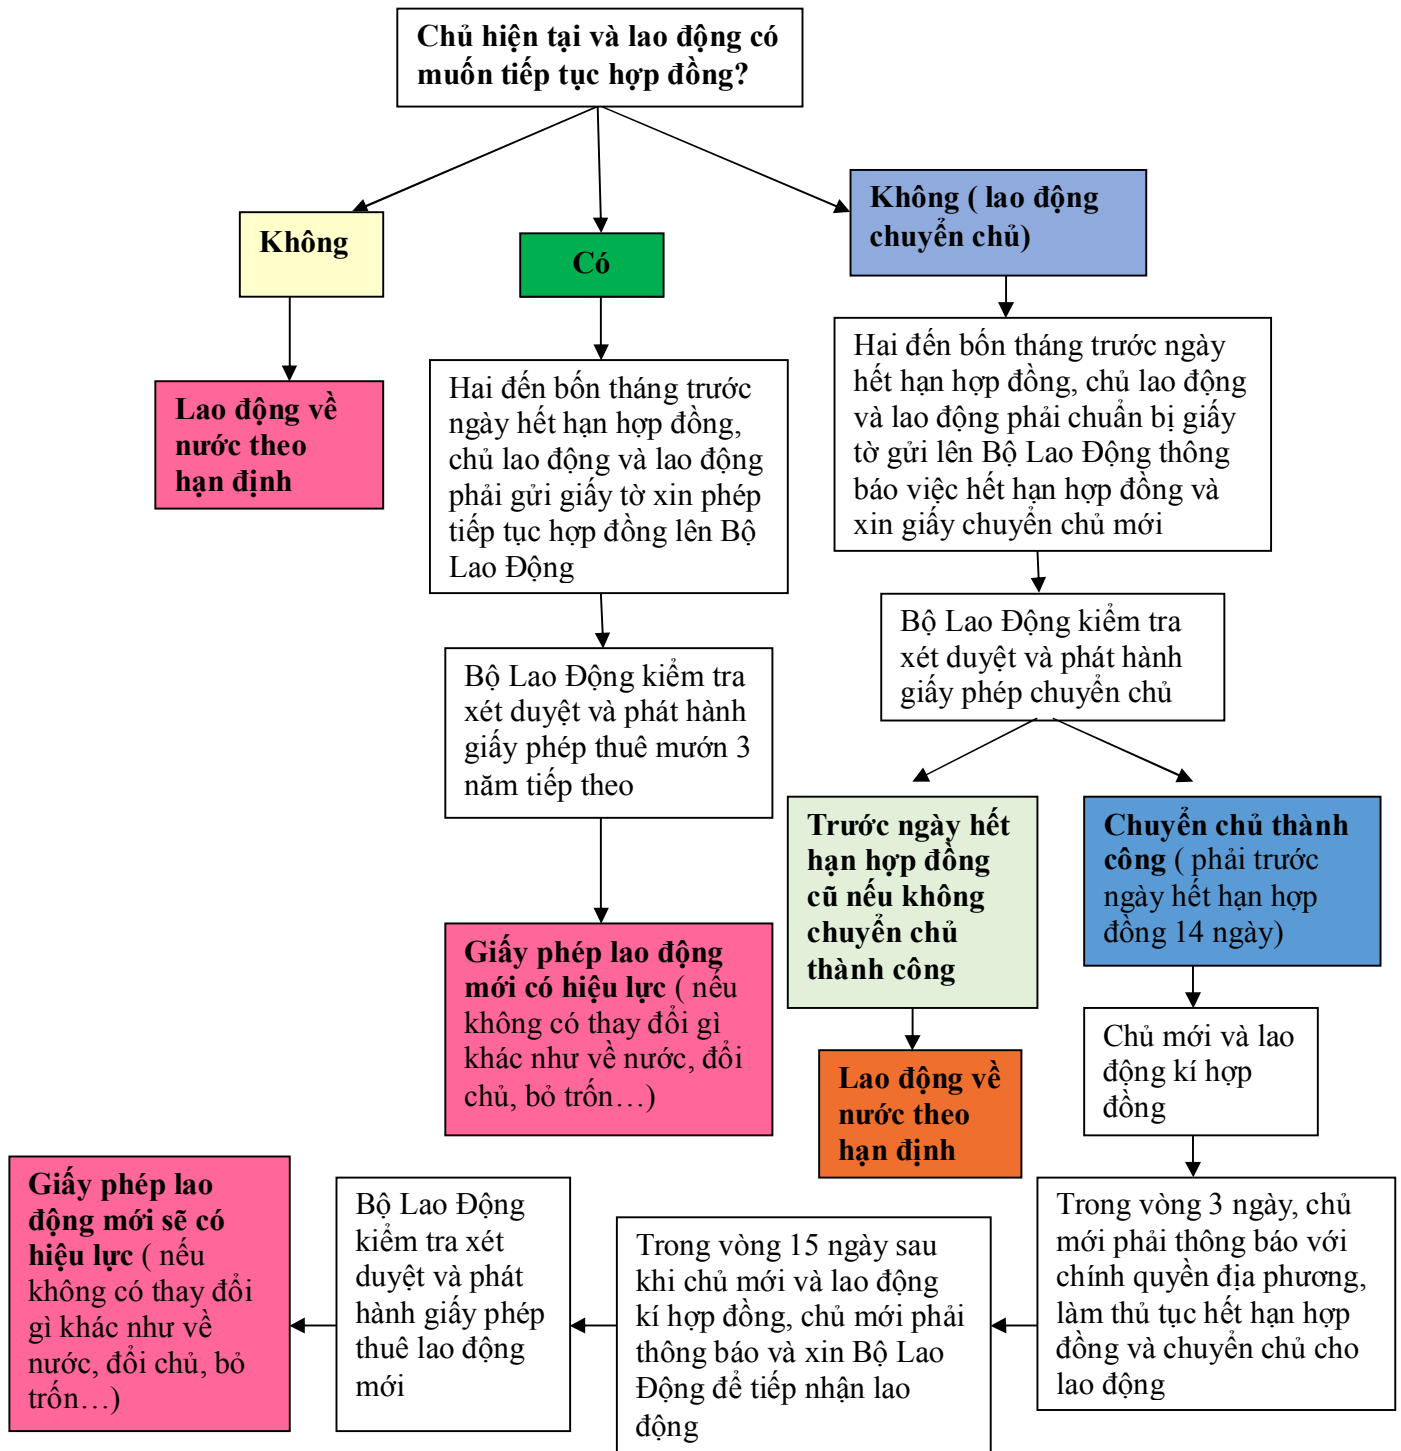 Chủ hiện tại và lao động có
muốn tiếp tục hợp đồng?
Không
Có
Không ( lao động
chuyển chủ)
Lao động về
nước theo
hạn định
Hai đến bốn tháng trước
ngày hết hạn hợp đồng,
chủ lao động và lao động
phải gửi giấy tờ xin phép
tiếp tục hợp đồng lên Bộ
Lao Động
Hai đến bốn tháng trước ngày
hết hạn hợp đồng, chủ lao động
và lao động phải chuẩn bị giấy
tờ gửi lên Bộ Lao Động thông
báo việc hết hạn hợp đồng và
xin giấy chuyển chủ mới
Bộ Lao Động kiểm tra
xét duyệt và phát hành
giấy phép thuê mướn 3
năm tiếp theo
Bộ Lao Động kiểm tra
xét duyệt và phát hành
giấy phép chuyển chủ
Giấy phép lao động
mới có hiệu lực ( nếu
không có thay đổi gì
khác như về nước, đổi
chủ, bỏ trốn…)
Trước ngày hết
hạn hợp đồng
cũ nếu không
chuyển chủ
thành công
Chuyển chủ thành
công ( phải trước
ngày hết hạn hợp
đồng 14 ngày)
Lao động về
nước theo
hạn định
Chủ mới và lao
động kí hợp
đồng
Trong vòng 3 ngày, chủ
mới phải thông báo với
chính quyền địa phương,
làm thủ tục hết hạn hợp
đồng và chuyển chủ cho
lao động
Trong vòng 15 ngày sau
khi chủ mới và lao động
kí hợp đồng, chủ mới phải
thông báo và xin Bộ Lao
Động để tiếp nhận lao
động
Bộ Lao Động
kiểm tra xét
duyệt và phát
hành giấy phép
thuê lao động
mới
Giấy phép lao
động mới sẽ có
hiệu lực ( nếu
không có thay đổi
gì khác như về
nước, đổi chủ, bỏ
trốn…)